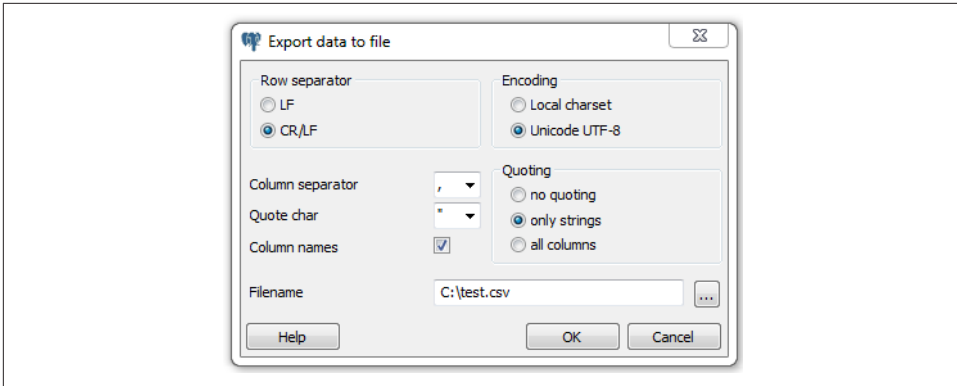 Export data to file
Row separator
LF
CR/LF
Encoding
Local charset
Unicode UTF-8
Column separator ,
Quote char "
Column names
Quoting
no quoting
only strings
all columns
Filename C:\test.csv ...
Help OK Cancel